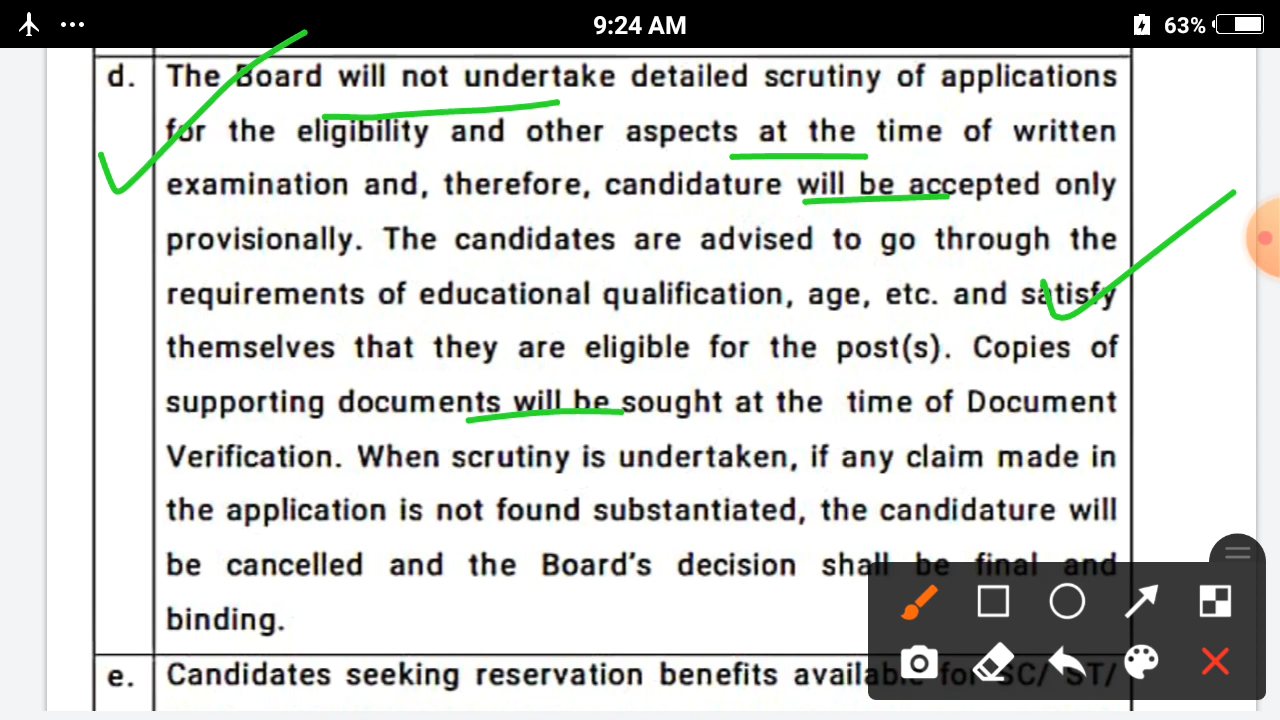 9:24 AM
63%
d. The Board will not undertake detailed scrutiny of applications
for the eligibility and other aspects at the time of written
examination and, therefore, candidature will be accepted only
provisionally. The candidates are advised to go through the
requirements of educational qualification, age, etc. and satisfy
themselves that they are eligible for the post(s). Copies of
supporting documents will be sought at the time of Document
Verification. When scrutiny is undertaken, if any claim made in
the application is not found substantiated, the candidature will
be cancelled and the Board's decision shall be final and
binding.
e. Candidates seeking reservation benefits available for SC/ ST/